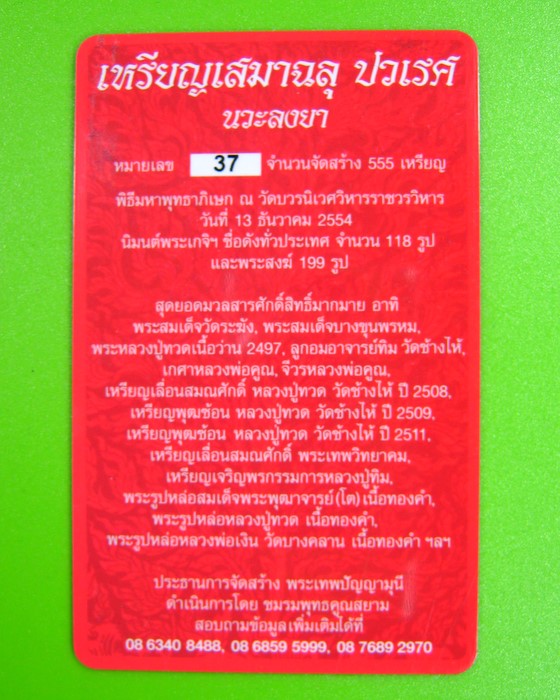 เหรียญเสมาฉลุ ปวเรศ
นวะลงยา
หมายเลข 37 จำนวนจัดสร้าง 555 เหรียญ
พิธีมหาพุทธาภิเษก ณ วัดบวรนิเวศวิหารราชวรวิหาร
วันที่ 13 ธันวาคม 2554
นิมนต์พระเกจิฯ ชื่อดังทั่วประเทศ จำนวน 118 รูป
และพระสงฆ์ 199 รูป
สุดยอดมวลสารศักดิ์สิทธิ์มากมาย อาทิ
พระสมเด็จวัดระฆัง, พระสมเด็จบางขุนพรหม,
พระหลวงปู่ทวดเนื้อว่าน 2497, ลูกอมอาจารย์ทิม วัดช้างไห้,
เกศาหลวงพ่อคูณ, จีวรหลวงพ่อคูณ,
เหรียญเลื่อนสมณศักดิ์ หลวงปู่ทวด วัดช้างไห้ ปี 2508,
เหรียญพุฒซ้อน หลวงปู่ทวด วัดช้างไห้ ปี 2509,
เหรียญพุฒซ้อน หลวงปู่ทวด วัดช้างไห้ ปี 2511,
เหรียญเลื่อนสมณศักดิ์ พระเทพวิทยาคม,
เหรียญเจริญพรกรรมการหลวงปู่ทิม,
พระรูปหล่อสมเด็จพระพุฒาจารย์(โต) เนื้อทองคำ,
พระรูปหล่อหลวงปู่ทวด เนื้อทองคำ,
พระรูปหล่อหลวงพ่อเงิน วัดบางคลาน เนื้อทองคำ ฯลฯ
ประธานการจัดสร้าง พระเทพปัญญามุนี
ดำเนินการโดย ชมรมพุทธคูณสยาม
สอบถามข้อมูลเพิ่มเติมได้ที่
08 6340 8488, 08 6859 5999, 08 7689 2970